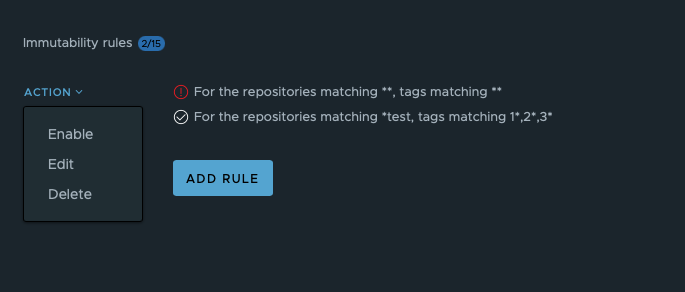 Immutability rules 2/15
ACTION
For the repositories matching **, tags matching **
For the repositories matching *test, tags matching 1*,2*,3*
Enable
Edit
Delete
ADD RULE